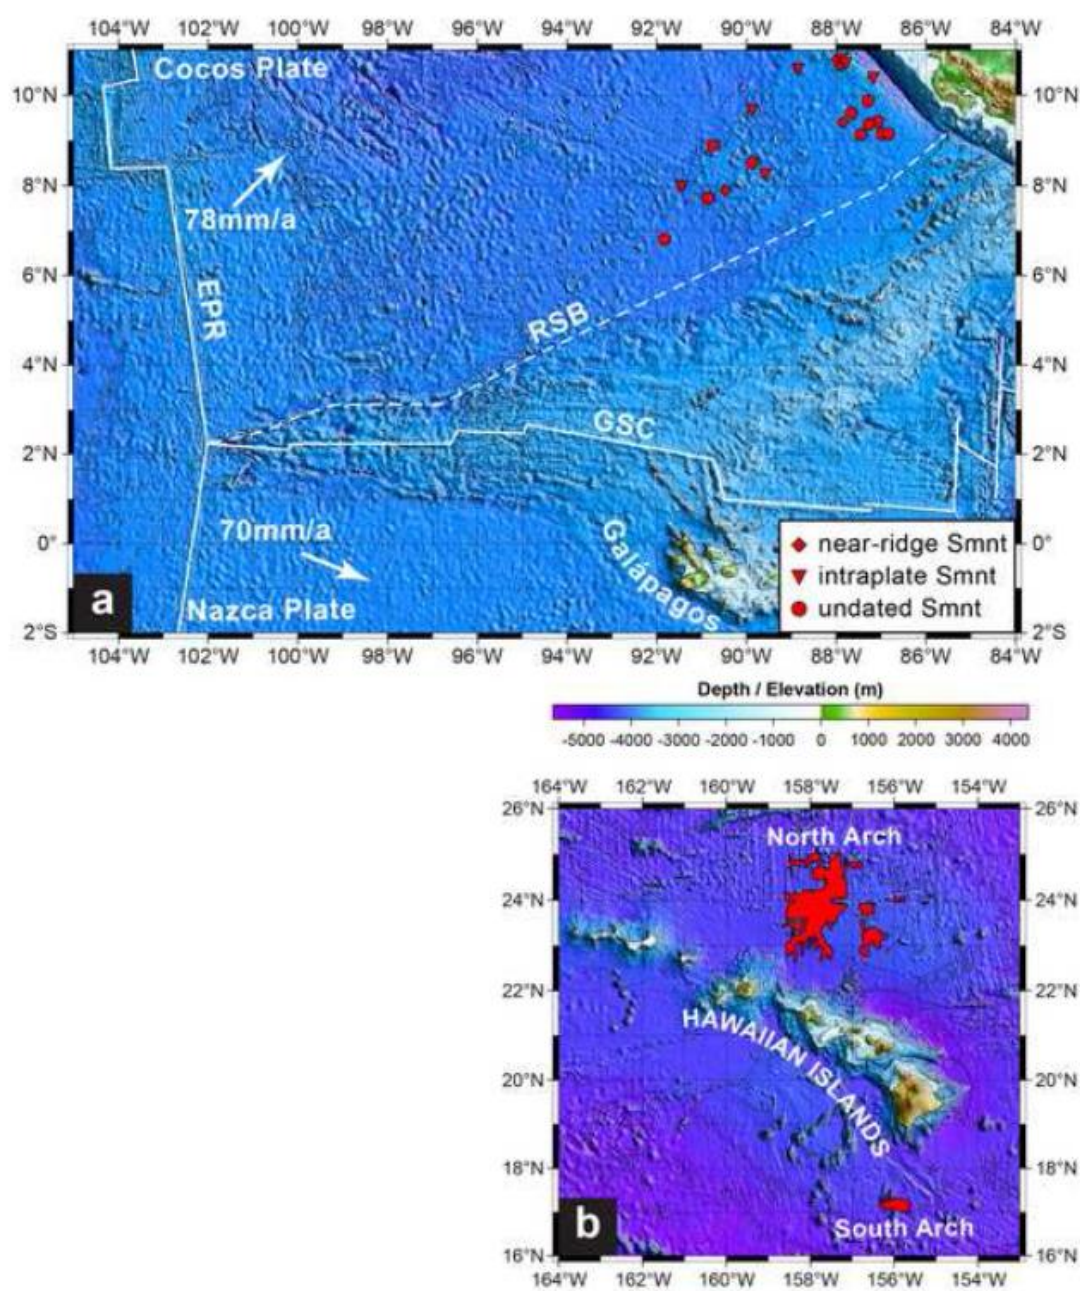 104°W 102°W 100°W 98°W 96°W 94°W 92°W 90°W 88°W 86°W 84°W
Cocos Plate
10°N 10°N
8°N 8°N
78mm/a
6°N 6°N
EPR
RSB
4°N 4°N
GSC
2°N 2°N
70mm/a
0° 0°
Galápagos
near-ridge Smnt
intraplate Smnt
undated Smnt
a
Nazca Plate
2°S 2°S
104°W 102°W 100°W 98°W 96°W 94°W 92°W 90°W 88°W 86°W 84°W
Depth / Elevation (m)
-5000 -4000 -3000 -2000 -1000 0 1000 2000 3000 4000
164°W 162°W 160°W 158°W 156°W 154°W
26°N 26°N
North Arch
24°N 24°N
22°N 22°N
HAWAIIAN ISLANDS
20°N 20°N
18°N 18°N
b
South Arch
16°N 16°N
164°W 162°W 160°W 158°W 156°W 154°W